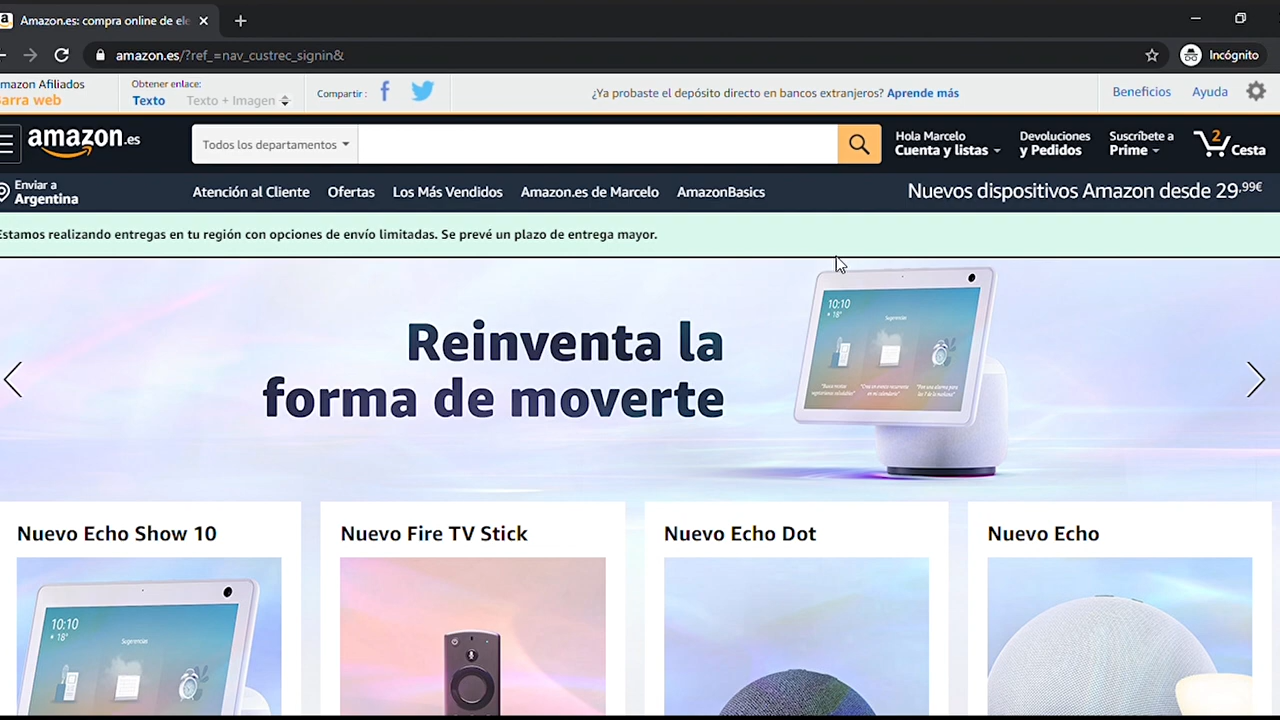 Amazon.es: compra online de ele
amazon.es/?ref_=nav_custrec_signin&
Incógnito
mazon Afiliados
arra web
Obtener enlace:
Texto
Texto + Imagen
Compartir :
¿Ya probaste el depósito directo en bancos extranjeros? Aprende más
Beneficios
Ayuda
amazon.es
Todos los departamentos
Hola Marcelo
Cuenta y listas
Devoluciones
y Pedidos
Suscríbete a
Prime
2
Cesta
Enviar a
Argentina
Atención al Cliente
Ofertas
Los Más Vendidos
Amazon.es de Marcelo
AmazonBasics
Nuevos dispositivos Amazon desde 29,99€
Estamos realizando entregas en tu región con opciones de envío limitadas. Se prevé un plazo de entrega mayor.
Reinventa la
forma de moverte
10:10
18°
Sugerencias
Nuevo Echo Show 10
Nuevo Fire TV Stick
Nuevo Echo Dot
Nuevo Echo
10:10
18°
Sugerencias